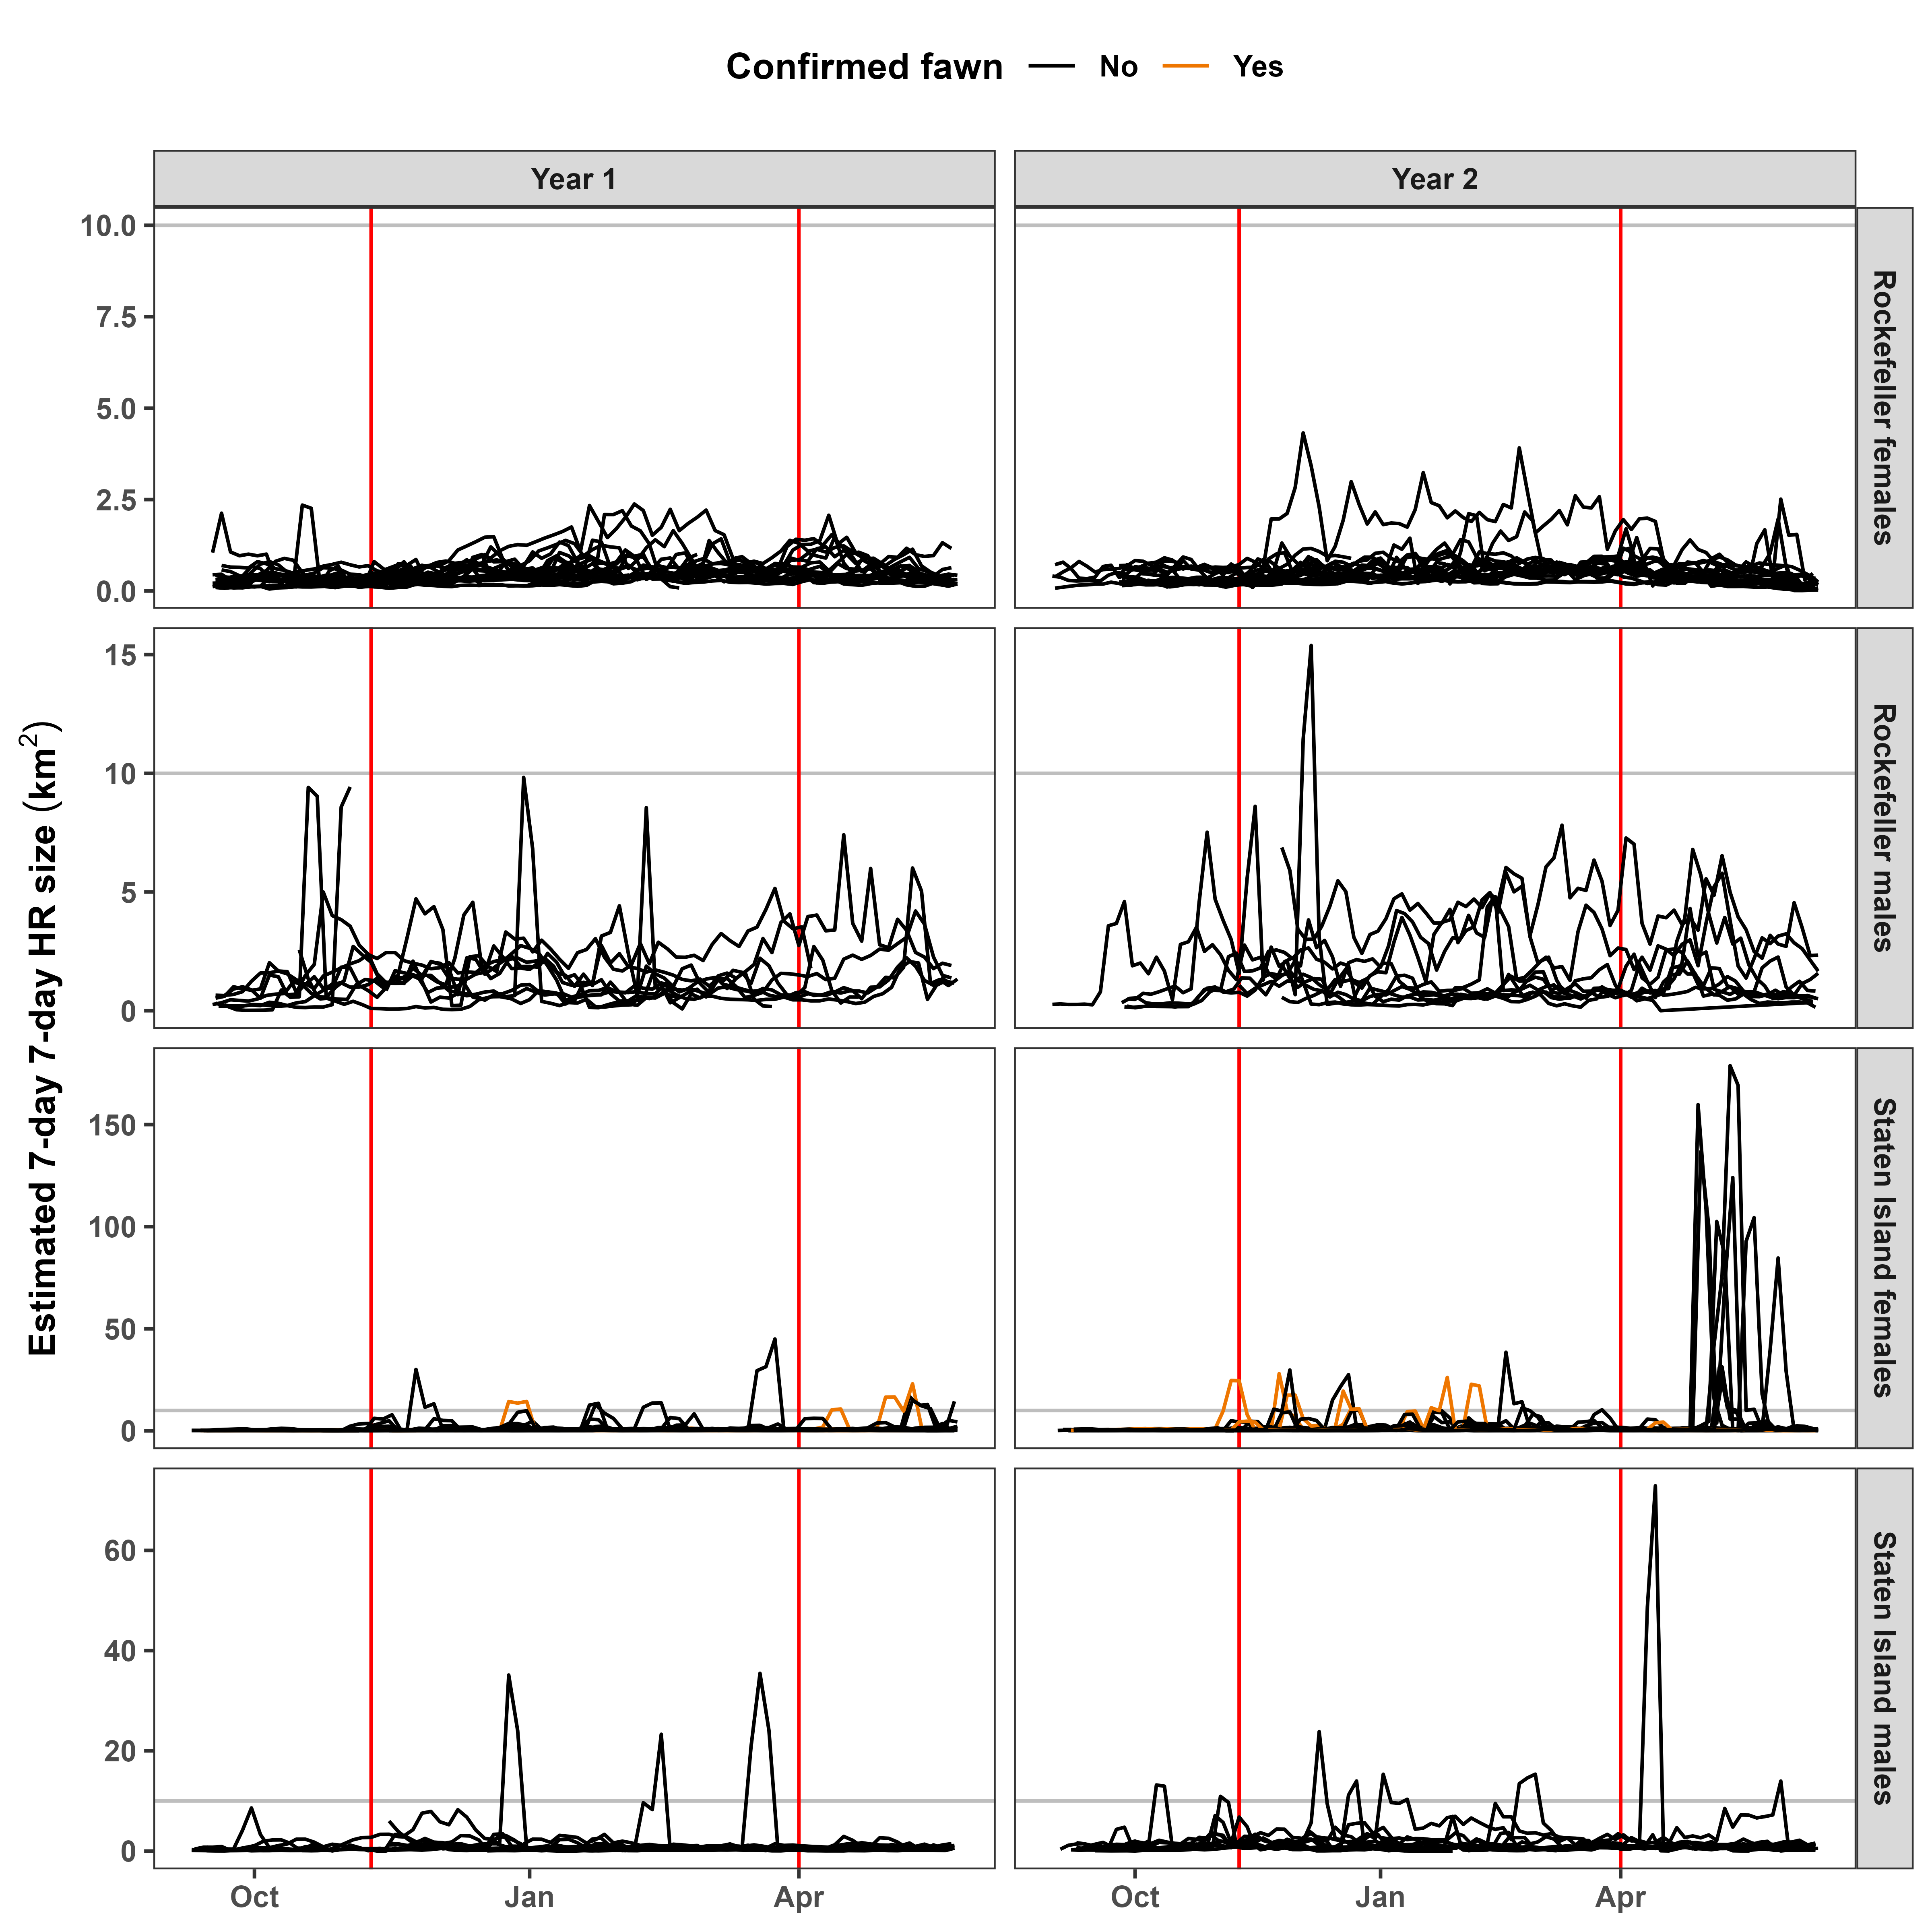 Confirmed fawn No Yes
Year 1 Year 2
10.0
7.5
5.0
2.5
0.0
Rockefeller females
15
10
5
0
Rockefeller males
Estimated 7-day 7-pay HR size (km²)
150
100
50
0
Staten Island females
60
40
20
0
Staten Island males
Oct Jan Apr Oct Jan Apr